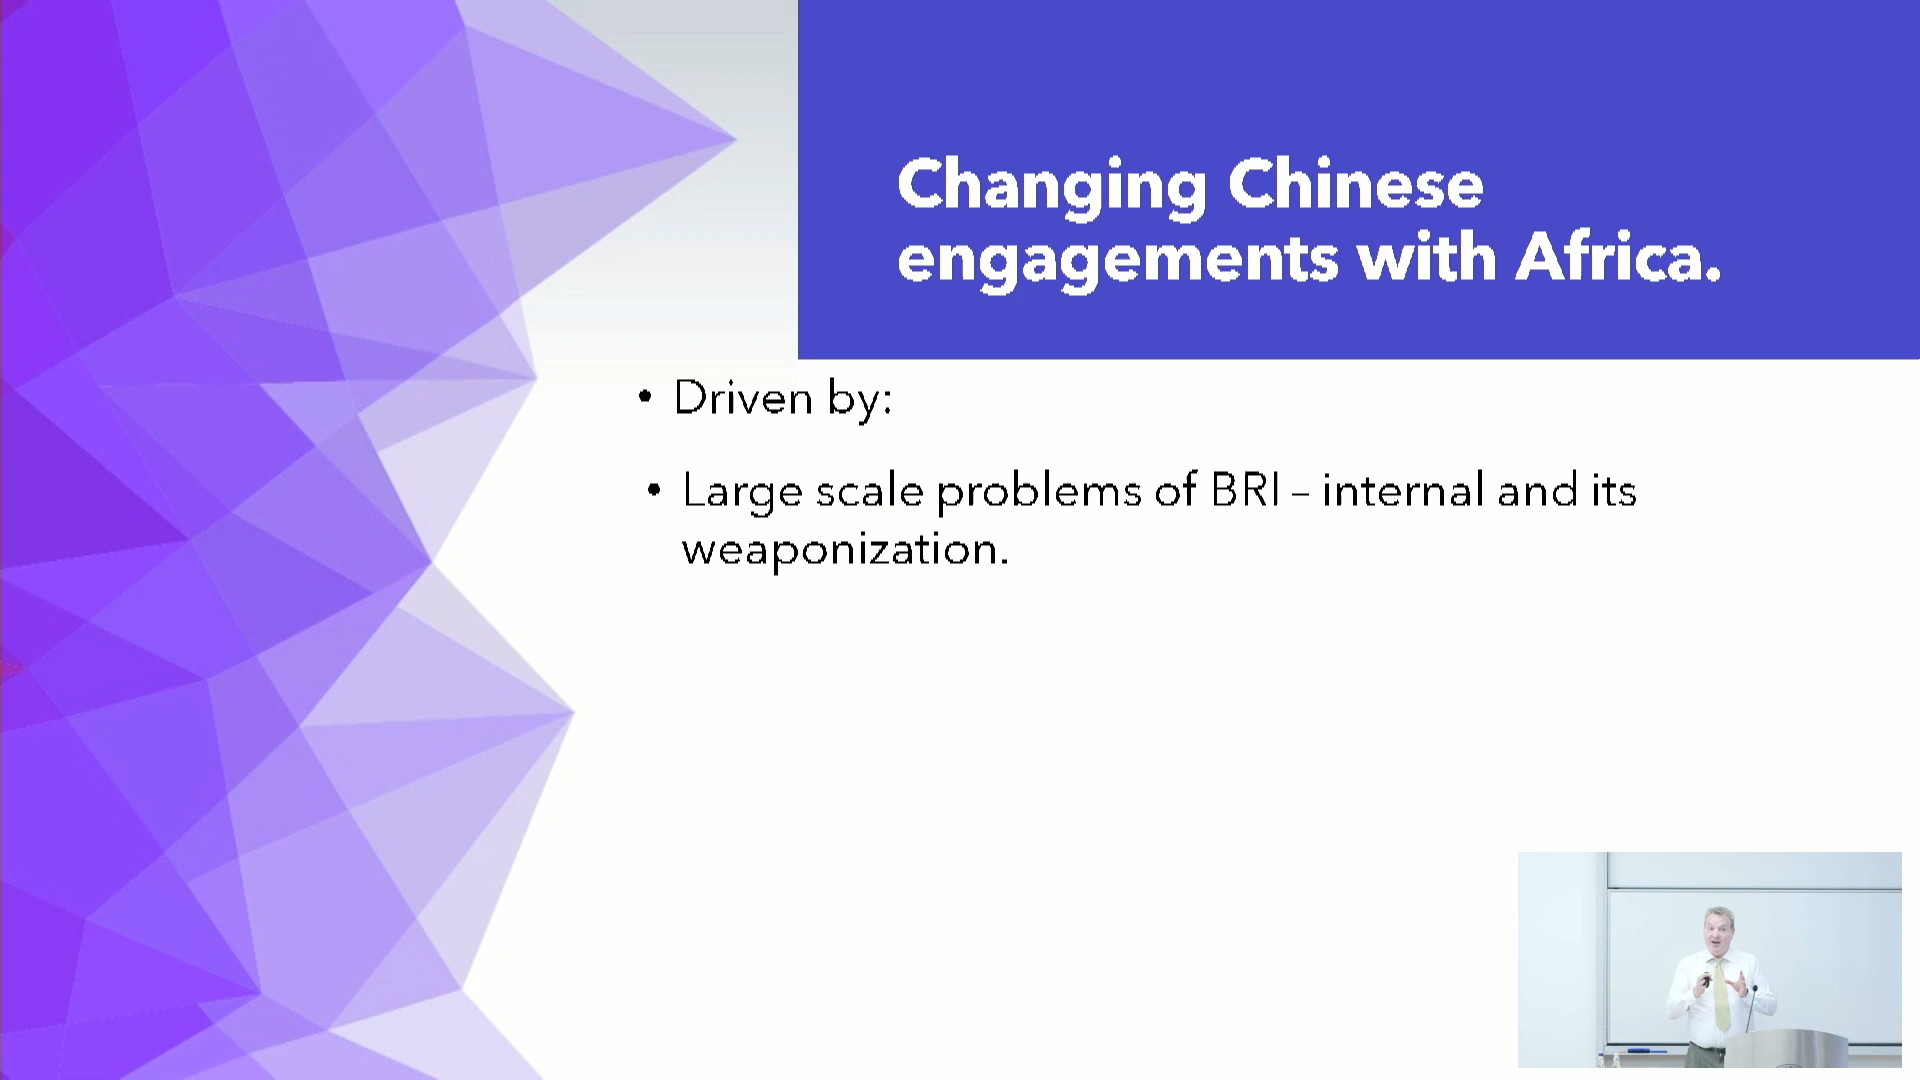 Changing Chinese
engagements with Africa.
• Driven by:
• Large scale problems of BRI – internal and its
weaponization.